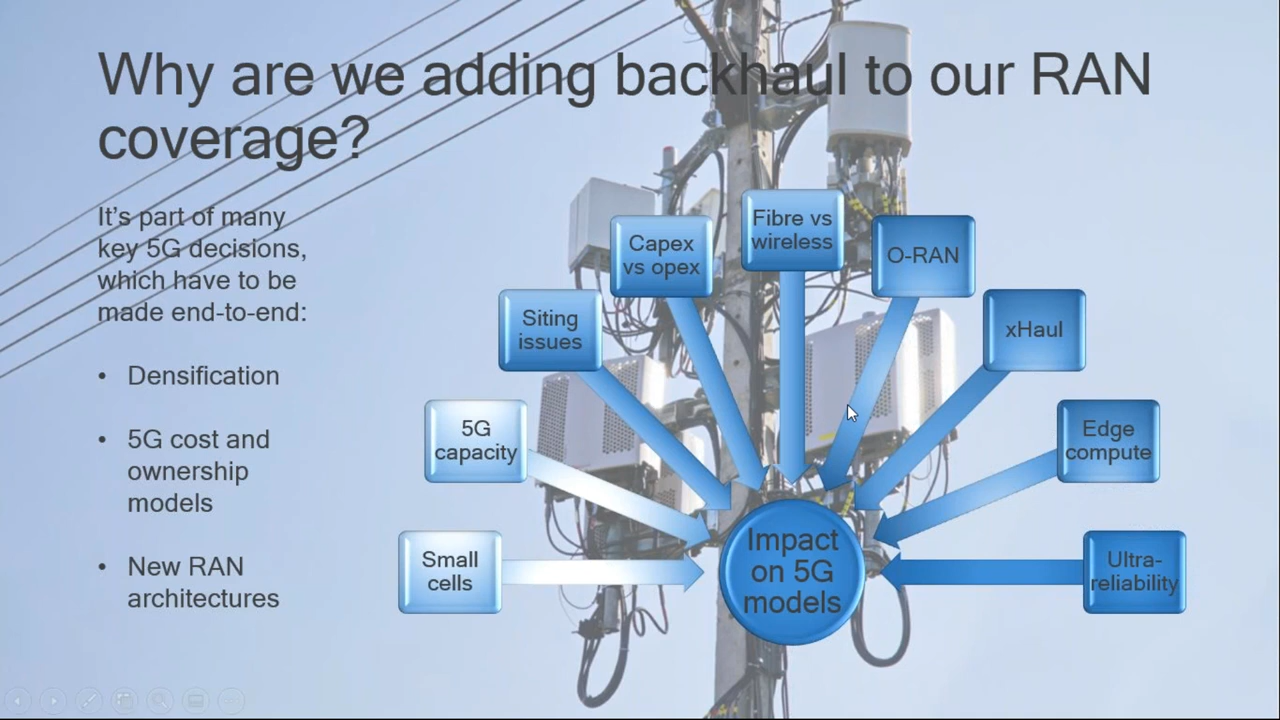 Why are we adding backhaul to our RAN
coverage?
It's part of many
key 5G decisions,
which have to be
made end-to-end:
• Densification
• 5G cost and
ownership
models
• New RAN
architectures
Small
cells
5G
capacity
Siting
issues
Capex
vs opex
Fibre vs
wireless
O-RAN
xHaul
Edge
compute
Ultra-
reliability
Impact
on 5G
models